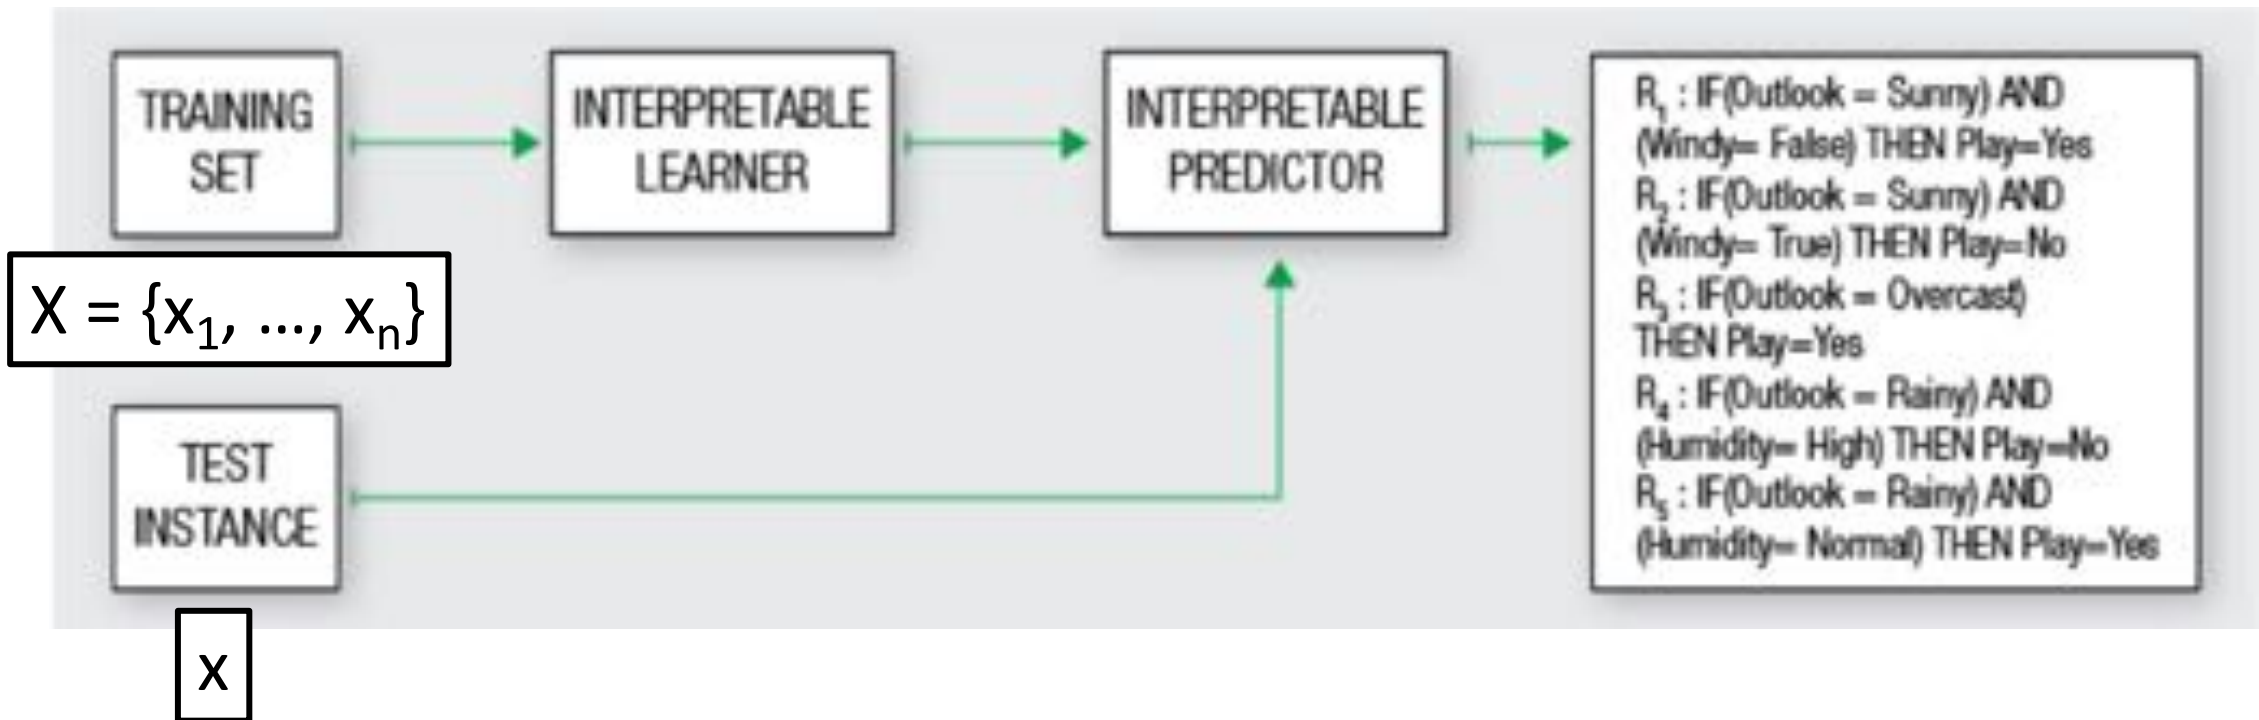 TRAINING
SET
INTERPRETABLE
LEARNER
INTERPRETABLE
PREDICTOR
X = {x₁, ..., xₙ}
TEST
INSTANCE
x
R₁ : IF(Outlook = Sunny) AND
(Windy= False) THEN Play=Yes
R₂ : IF(Outlook = Sunny) AND
(Windy= True) THEN Play=No
R₃ : IF(Outlook = Overcast)
THEN Play=Yes
R₄ : IF(Outlook = Rainy) AND
(Humidity= High) THEN Play=No
R₅ : IF(Outlook = Rainy) AND
(Humidity= Normal) THEN Play=Yes